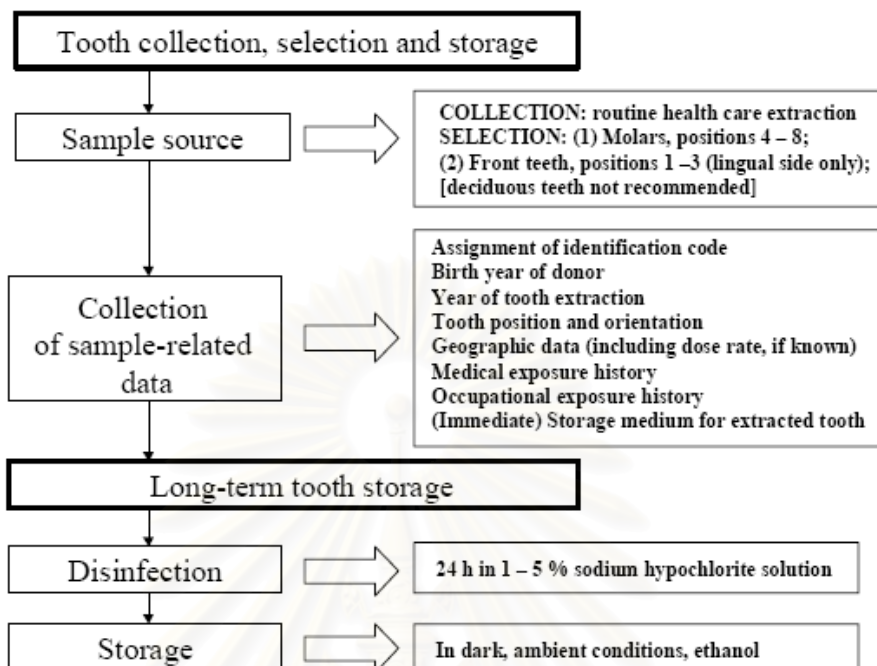 Tooth collection, selection and storage
Sample source
COLLECTION: routine health care extraction
SELECTION: (1) Molars, positions 4 – 8;
(2) Front teeth, positions 1 –3 (lingual side only);
[deciduous teeth not recommended]
Collection
of sample-related
data
Assignment of identification code
Birth year of donor
Year of tooth extraction
Tooth position and orientation
Geographic data (including dose rate, if known)
Medical exposure history
Occupational exposure history
(Immediate) Storage medium for extracted tooth
Long-term tooth storage
Disinfection
24 h in 1 – 5 % sodium hypochlorite solution
Storage
In dark, ambient conditions, ethanol